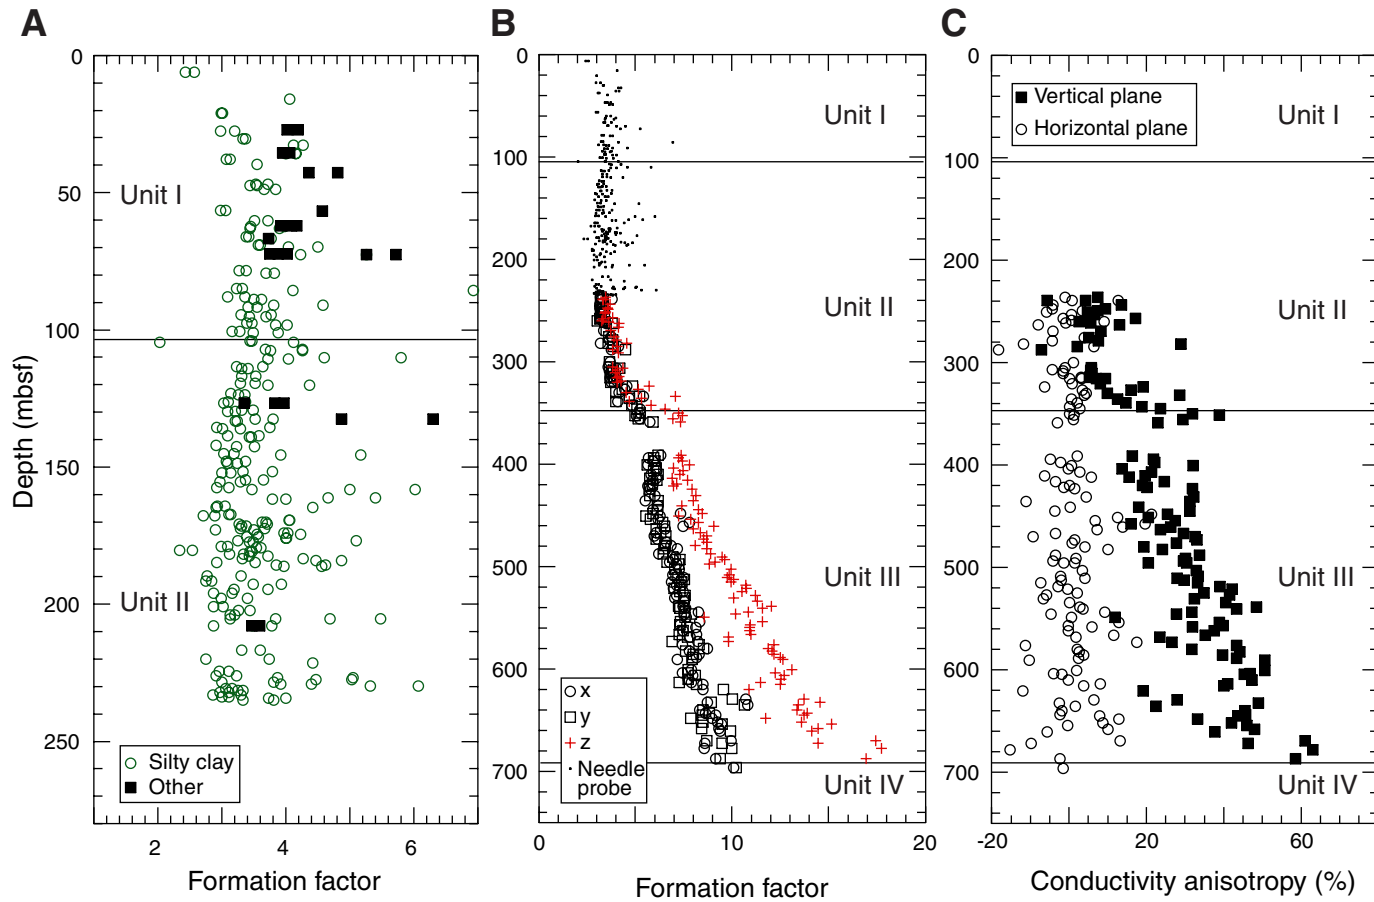 A
B
C
0
50
100
150
200
250
2
4
6
Depth (mbsf)
Formation factor
Unit I
Unit II
Silty clay
Other
0
100
200
300
400
500
600
700
0
10
20
Formation factor
Unit I
Unit II
Unit III
Unit IV
x
y
z
Needle
probe
0
100
200
300
400
500
600
700
-20
20
60
Conductivity anisotropy (%)
Vertical plane
Horizontal plane
Unit I
Unit II
Unit III
Unit IV